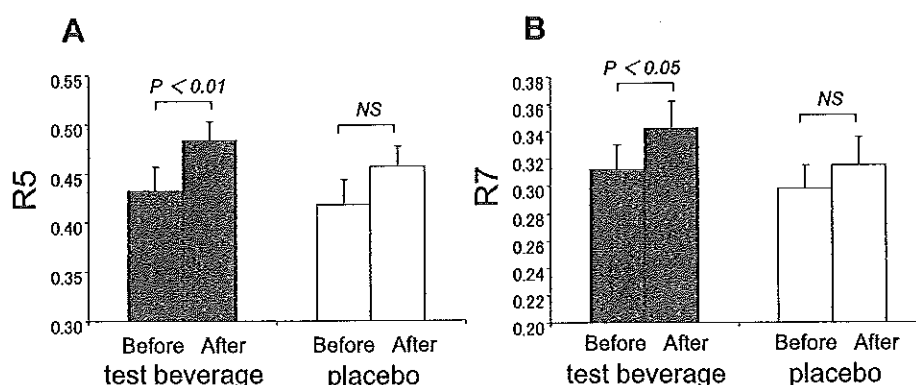 A
R5
0.55
0.50
0.45
0.40
0.35
0.30
P < 0.01
NS
Before After Before After
test beverage placebo
B
R7
0.38
0.36
0.34
0.32
0.30
0.28
0.26
0.24
0.22
0.20
P < 0.05
NS
Before After Before After
test beverage placebo